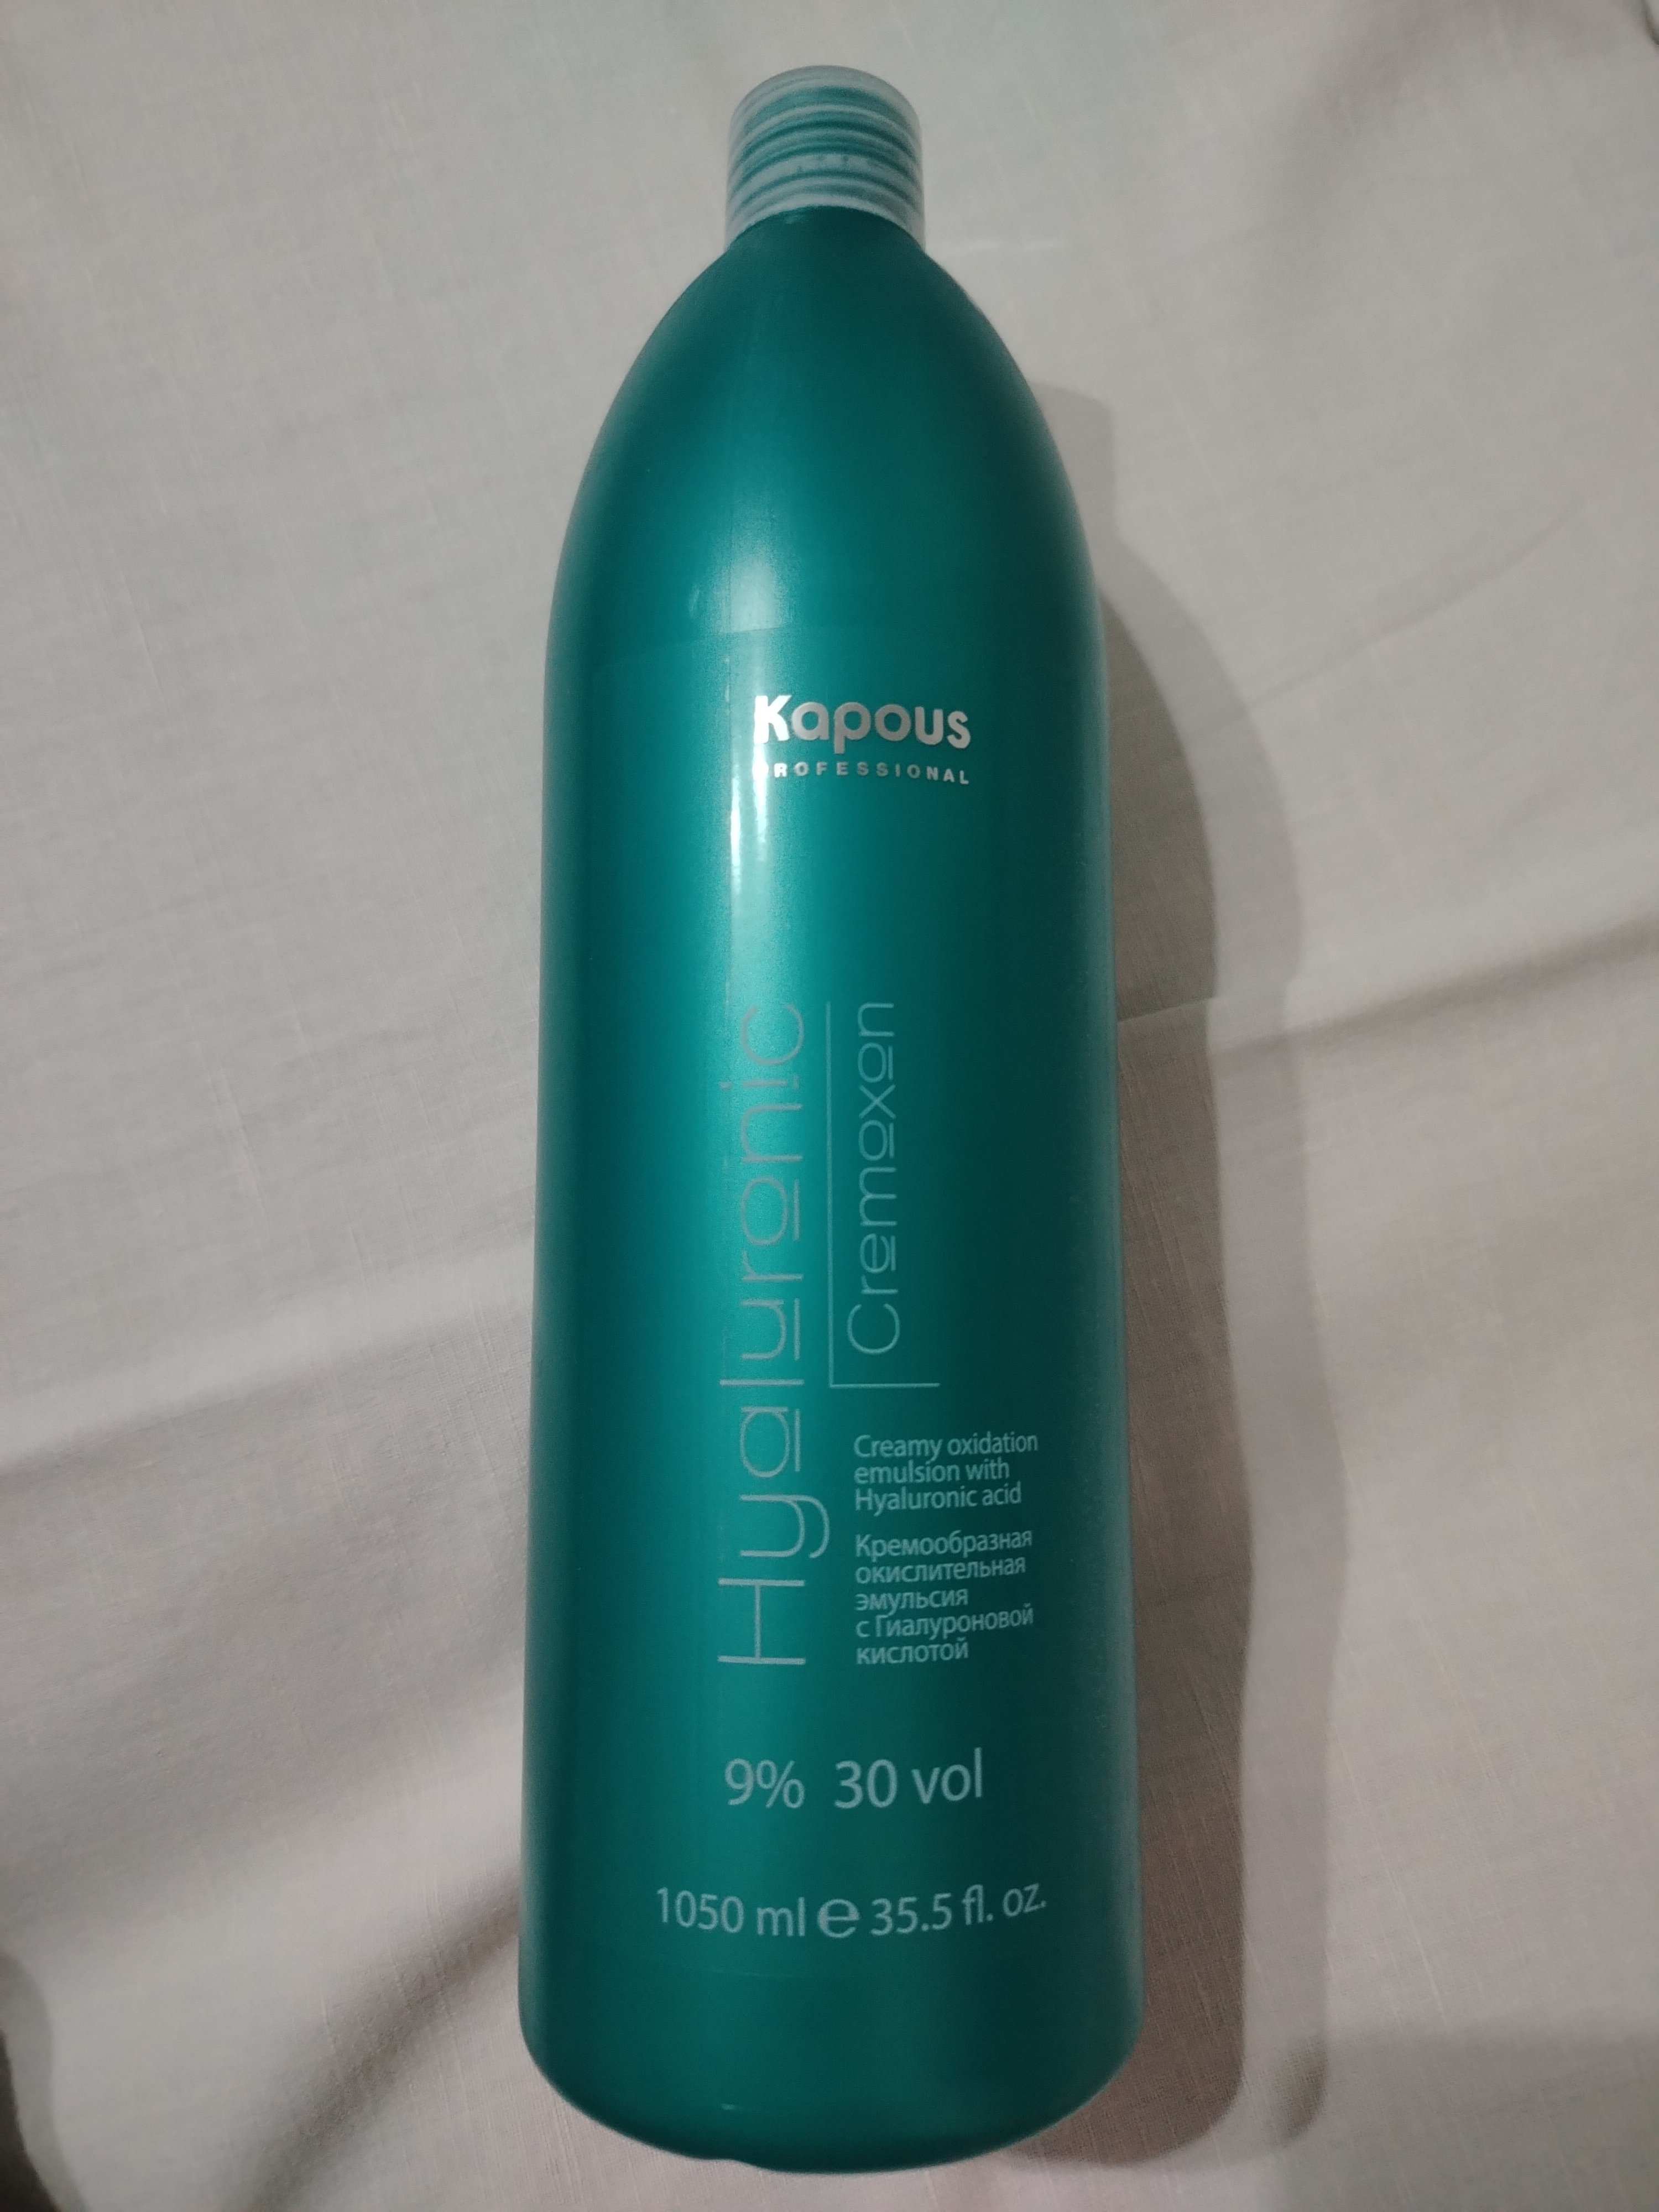 Kapous
PROFESSIONAL
Hyaluronic
Cremoxon
Creamy oxidation
emulsion with
Hyaluronic acid
Кремообразная
окислительная
эмульсия
с Гиалуроновой
кислотой
9% 30 vol
1050 ml e 35.5 fl. oz.